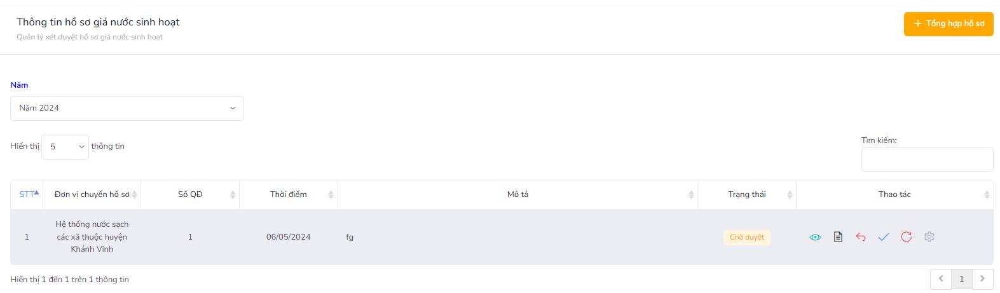 Thông tin hồ sơ giá nước sinh hoạt
Quản lý xét duyệt hồ sơ giá nước sinh hoạt
Tổng hợp hồ sơ
Năm
Năm 2024
Hiển thị 5 thông tin
Tìm kiếm:
STT Đơn vị chuyển hồ sơ Số QĐ Thời điểm Mô tả Trạng thái Thao tác
1 Hệ thống nước sạch các xã thuộc huyện Khánh Vinh 1 06/05/2024 fg Chờ duyệt
Hiển thị 1 đến 1 trên 1 thông tin
1